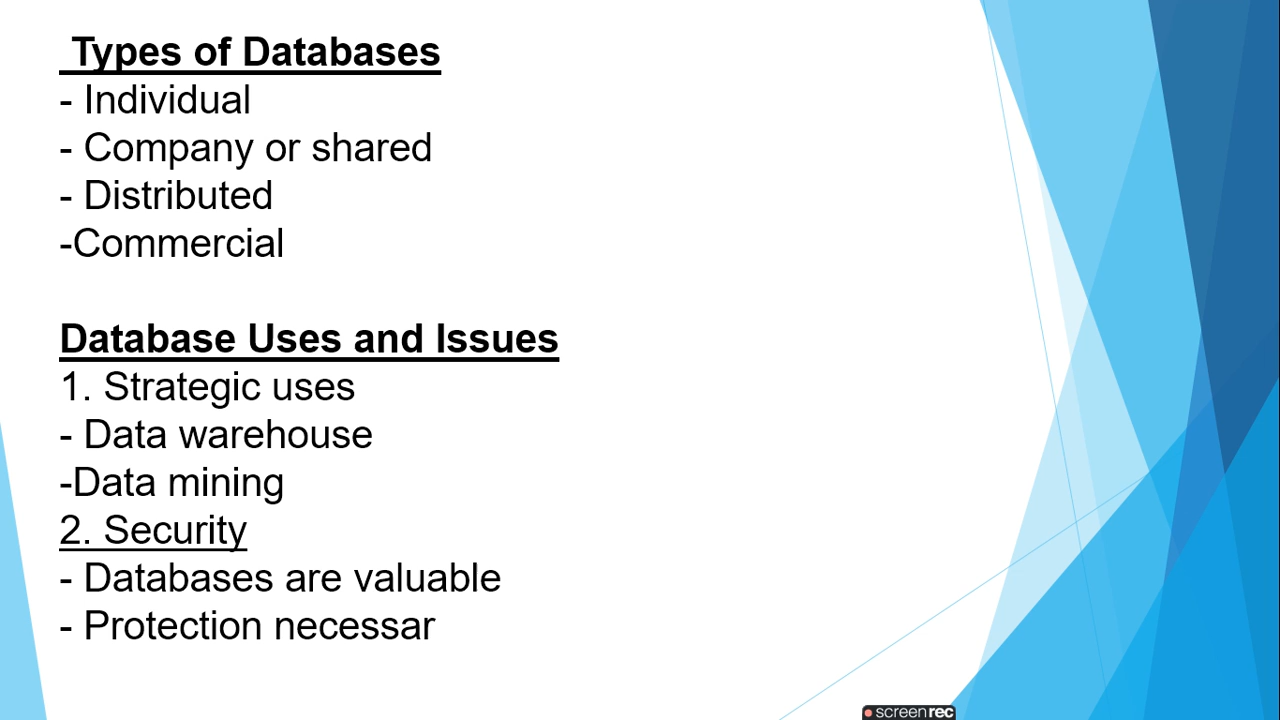 Types of Databases
- Individual
- Company or shared
- Distributed
-Commercial
Database Uses and Issues
1. Strategic uses
- Data warehouse
-Data mining
2. Security
- Databases are valuable
- Protection necessar
screenrec